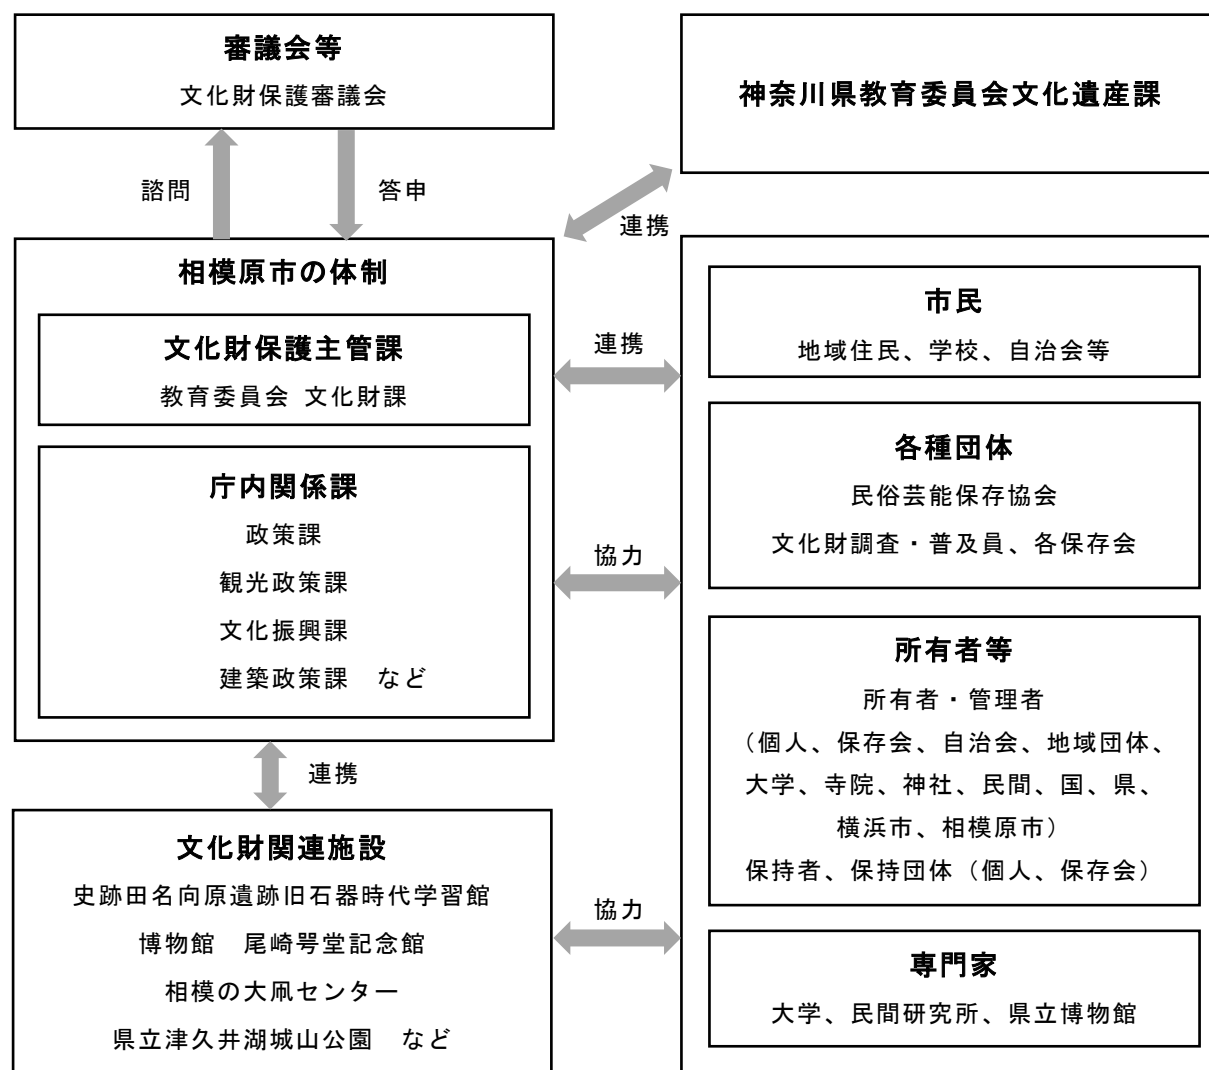 審議会等
文化財保護審議会
神奈川県教育委員会文化遺産課
諮問
答申
連携
相模原市の体制
文化財保護主管課
教育委員会 文化財課
庁内関係課
政策課
観光政策課
文化振興課
建築政策課　など
連携
協力
市民
地域住民、学校、自治会等
各種団体
民俗芸能保存協会
文化財調査・普及員、各保存会
所有者等
所有者・管理者
（個人、保存会、自治会、地域団体、
大学、寺院、神社、民間、国、県、
横浜市、相模原市）
保持者、保持団体（個人、保存会）
専門家
大学、民間研究所、県立博物館
連携
文化財関連施設
史跡田名向原遺跡旧石器時代学習館
博物館　尾崎咢堂記念館
相模の大凧センター
県立津久井湖城山公園　など
協力